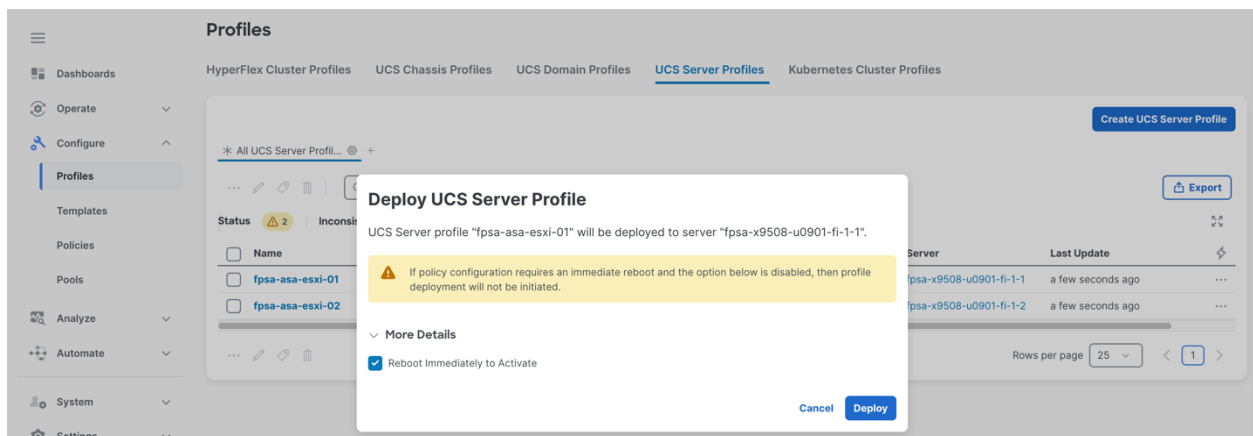 Profiles
Dashboards
HyperFlex Cluster Profiles UCS Chassis Profiles UCS Domain Profiles UCS Server Profiles Kubernetes Cluster Profiles
Operate
Create UCS Server Profile
Configure
All UCS Server Profil... +
Profiles
Export
Templates
Deploy UCS Server Profile
Status 2 Inconsis
UCS Server profile "fpsa-asa-esxi-01" will be deployed to server "fpsa-x9508-u0901-fi-1-1".
Policies
Name Server Last Update
If policy configuration requires an immediate reboot and the option below is disabled, then profile
deployment will not be initiated.
Pools
fpsa-asa-esxi-01 fpsa-x9508-u0901-fi-1-1 a few seconds ago ...
fpsa-asa-esxi-02 fpsa-x9508-u0901-fi-1-2 a few seconds ago ...
Analyze
More Details
Automate
Reboot Immediately to Activate
Rows per page 25 1
System
Cancel Deploy
Settings